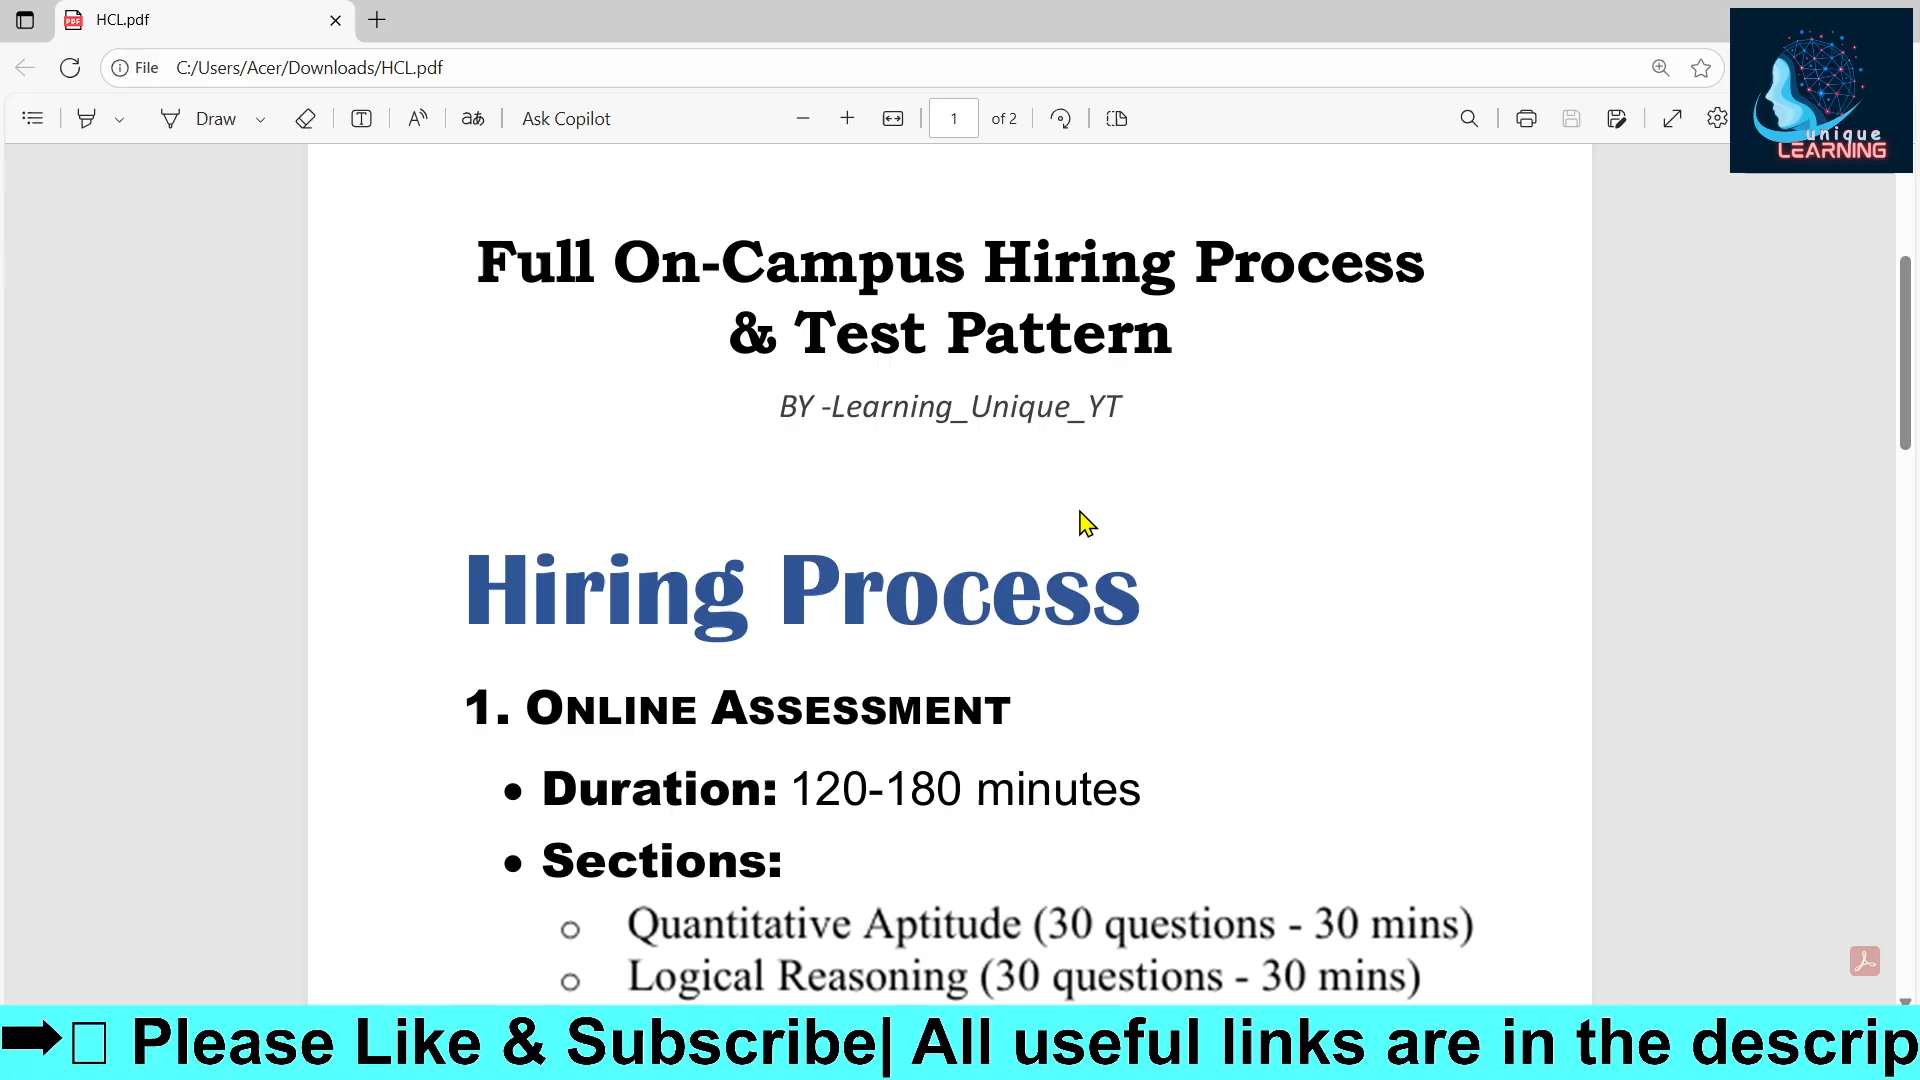 HCL.pdf
File C:/Users/Acer/Downloads/HCL.pdf
Draw
Ask Copilot
1 of 2
unique
LEARNING
Full On-Campus Hiring Process
& Test Pattern
BY -Learning_Unique_YT
Hiring Process
1. ONLINE ASSESSMENT
• Duration: 120-180 minutes
• Sections:
o Quantitative Aptitude (30 questions - 30 mins)
o Logical Reasoning (30 questions - 30 mins)
➡ Please Like & Subscribe| All useful links are in the descrip